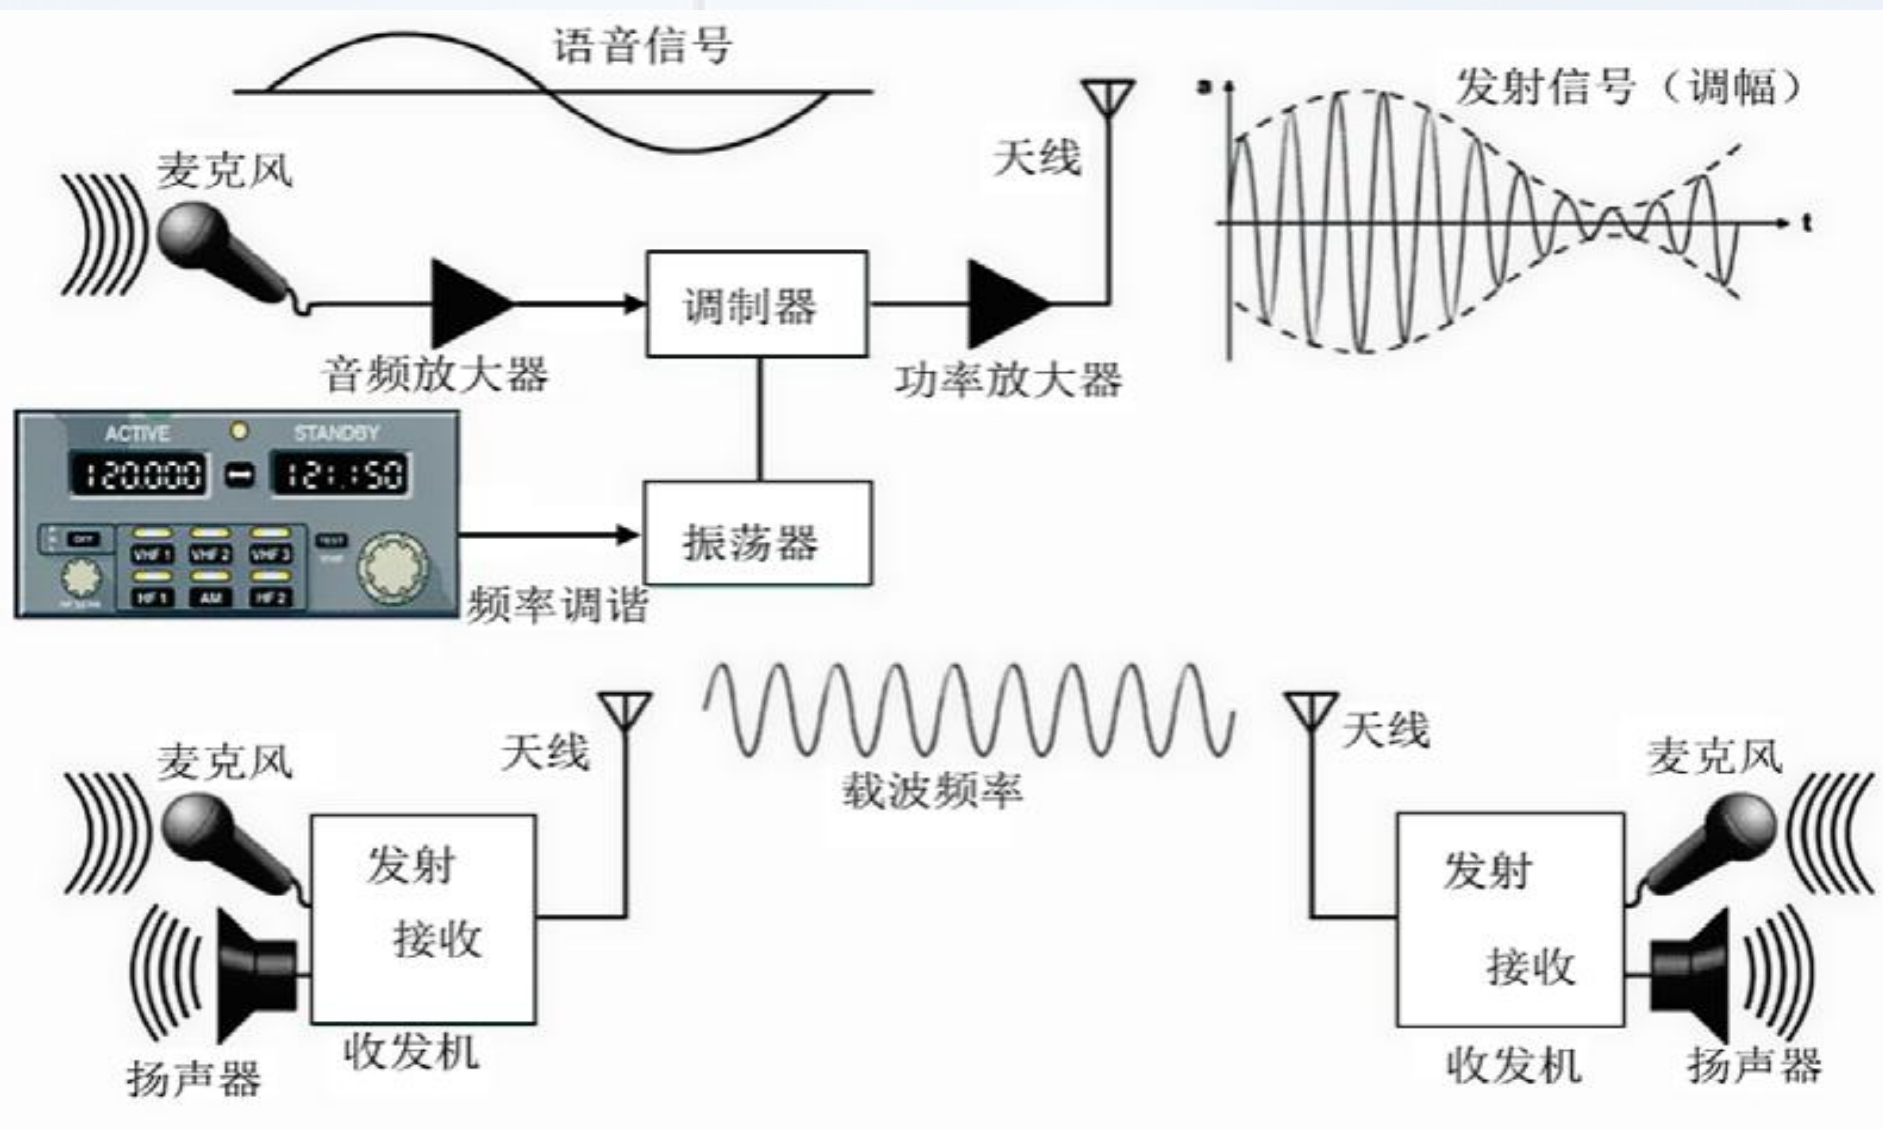 语音信号
发射信号（调幅）
a
麦克风
天线
t
调制器
音频放大器
功率放大器
ACTIVE
STANDBY
120.000
121.150
OFF
VHF 1
VHF 2
VHF 3
TEST
HF 1
AM
HF 2
振荡器
频率调谐
麦克风
天线
载波频率
天线
麦克风
发射
接收
收发机
扬声器
发射
接收
收发机
扬声器